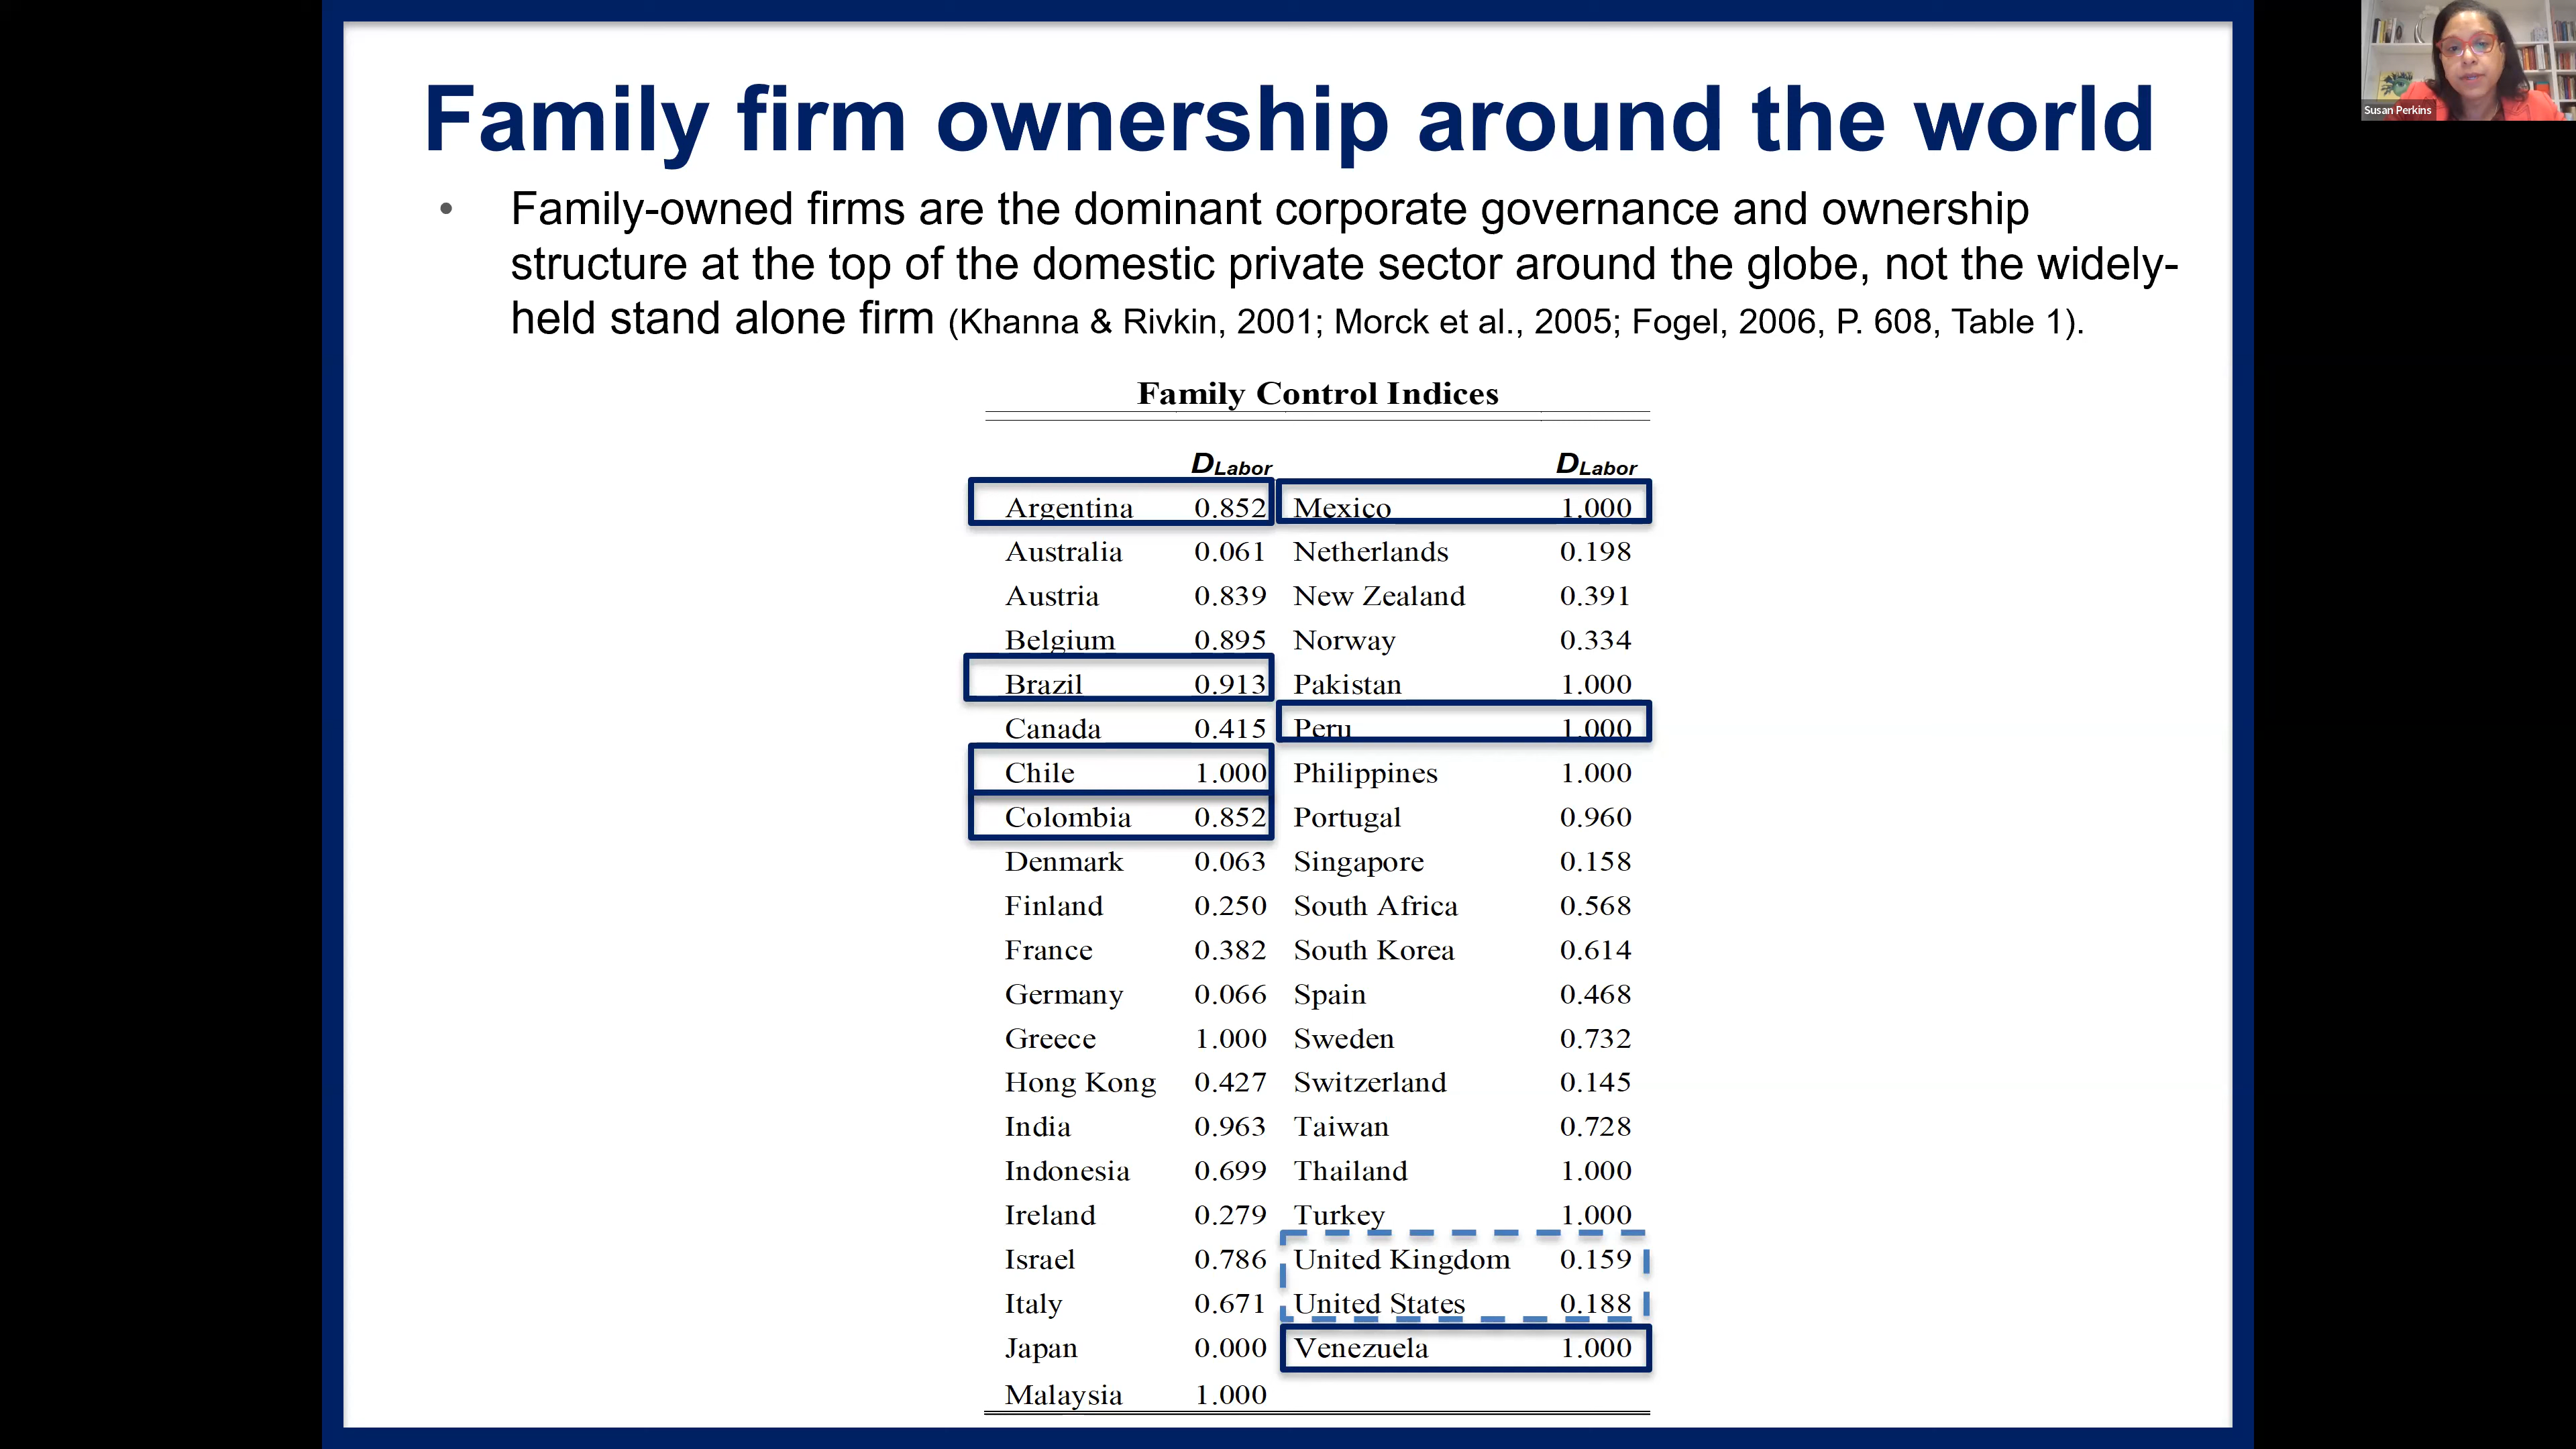 Family firm ownership around the world
• Family-owned firms are the dominant corporate governance and ownership
structure at the top of the domestic private sector around the globe, not the widely-
held stand alone firm (Khanna & Rivkin, 2001; Morck et al., 2005; Fogel, 2006, P. 608, Table 1).
Family Control Indices
DLabor DLabor
Argentina 0.852 Mexico 1.000
Australia 0.061 Netherlands 0.198
Austria 0.839 New Zealand 0.391
Belgium 0.895 Norway 0.334
Brazil 0.913 Pakistan 1.000
Canada 0.415 Peru 1.000
Chile 1.000 Philippines 1.000
Colombia 0.852 Portugal 0.960
Denmark 0.063 Singapore 0.158
Finland 0.250 South Africa 0.568
France 0.382 South Korea 0.614
Germany 0.066 Spain 0.468
Greece 1.000 Sweden 0.732
Hong Kong 0.427 Switzerland 0.145
India 0.963 Taiwan 0.728
Indonesia 0.699 Thailand 1.000
Ireland 0.279 Turkey 1.000
Israel 0.786 United Kingdom 0.159
Italy 0.671 United States 0.188
Japan 0.000 Venezuela 1.000
Malaysia 1.000
Susan Perkins